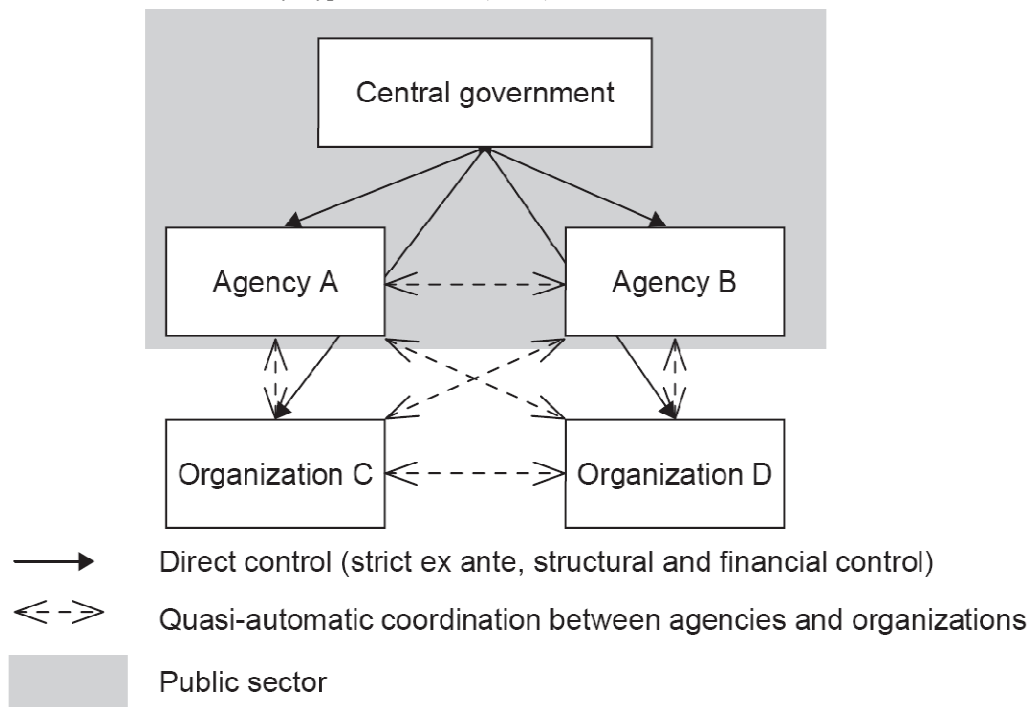 Central government
Agency A
Agency B
Organization C
Organization D
Direct control (strict ex ante, structural and financial control)
Quasi-automatic coordination between agencies and organizations
Public sector